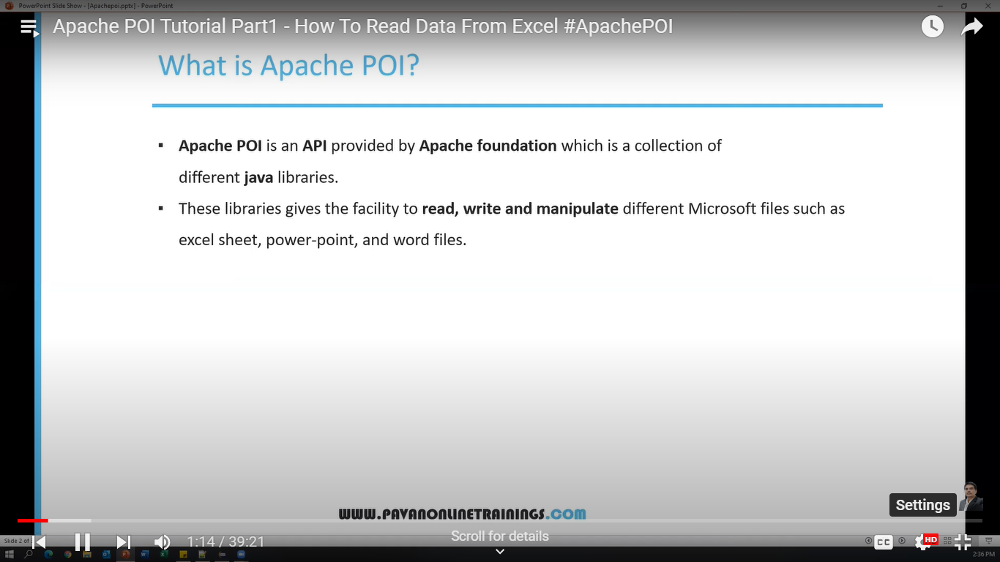 PowerPoint Slide Show - [Apachepoi.pptx] - PowerPoint
Apache POI Tutorial Part1 - How To Read Data From Excel #ApachePOI
What is Apache POI?
▪ Apache POI is an API provided by Apache foundation which is a collection of
different java libraries.
▪ These libraries gives the facility to read, write and manipulate different Microsoft files such as
excel sheet, power-point, and word files.
Settings
WWW.PAVANONLINETRAININGS.COM
Scroll for details
Slide 2 of
1:14 / 39:21
CC
HD
2:36 PM